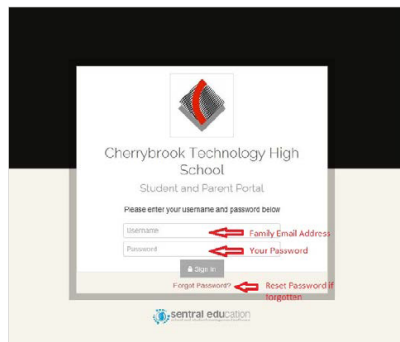 Cherrybrook Technology High
School
Student and Parent Portal
Please enter your username and password below
Username
Family Email Address
Password
Your Password
Sign In
Forgot Password?
Reset Password if
forgotten
sentral education